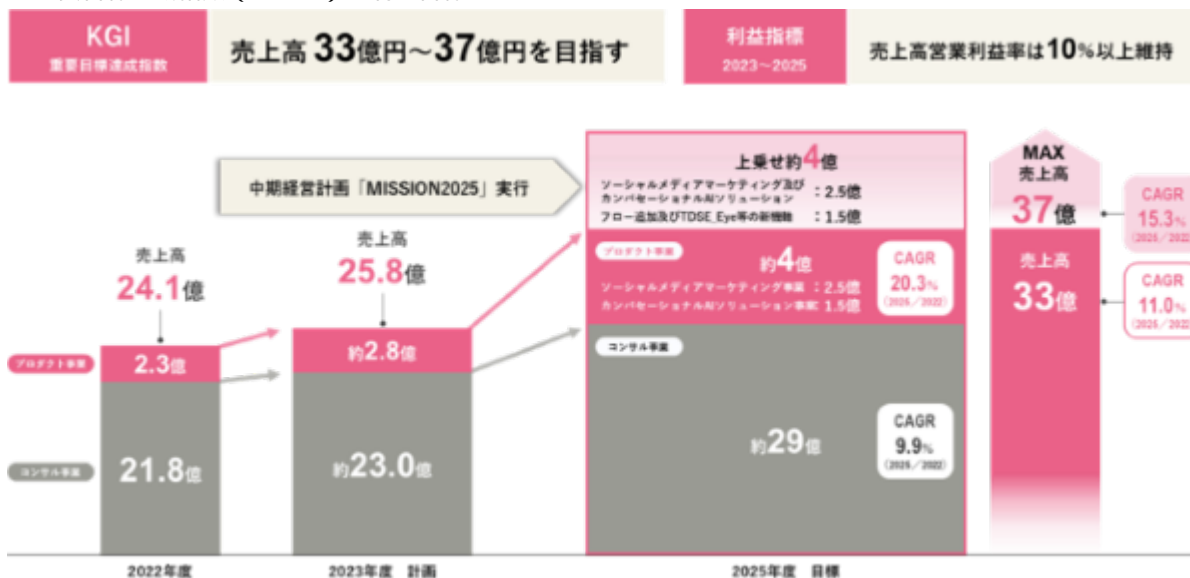 KGI
重要目標達成指数
売上高 33億円～37億円を目指す
利益指標
2023～2025
売上高営業利益率は10%以上維持
中期経営計画「MISSION2025」実行
売上高
24.1億
売上高
25.8億
プロダクト事業
2.3億
約2.8億
コンサル事業
21.8億
約23.0億
上乗せ約4億
ソーシャルメディアマーケティング及び
カンバセーショナルAIソリューション ：2.5億
フロー追加及びTDSE_Eye等の新機軸 ：1.5億
プロダクト事業
約4億
ソーシャルメディアマーケティング事業 ：2.5億
カンバセーショナルAIソリューション事業：1.5億
CAGR
20.3%
(2025／2022)
コンサル事業
約29億
CAGR
9.9%
(2025／2022)
MAX
売上高
37億
CAGR
15.3%
(2025／2022)
売上高
33億
CAGR
11.0%
(2025／2022)
2022年度
2023年度 計画
2025年度 目標